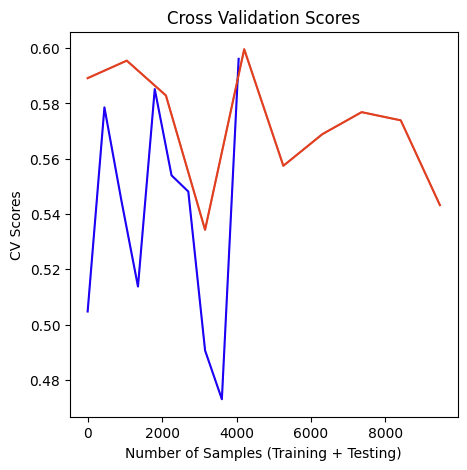 Cross Validation Scores
0.60
0.58
0.56
0.54
0.52
0.50
0.48
CV Scores
0 2000 4000 6000 8000
Number of Samples (Training + Testing)